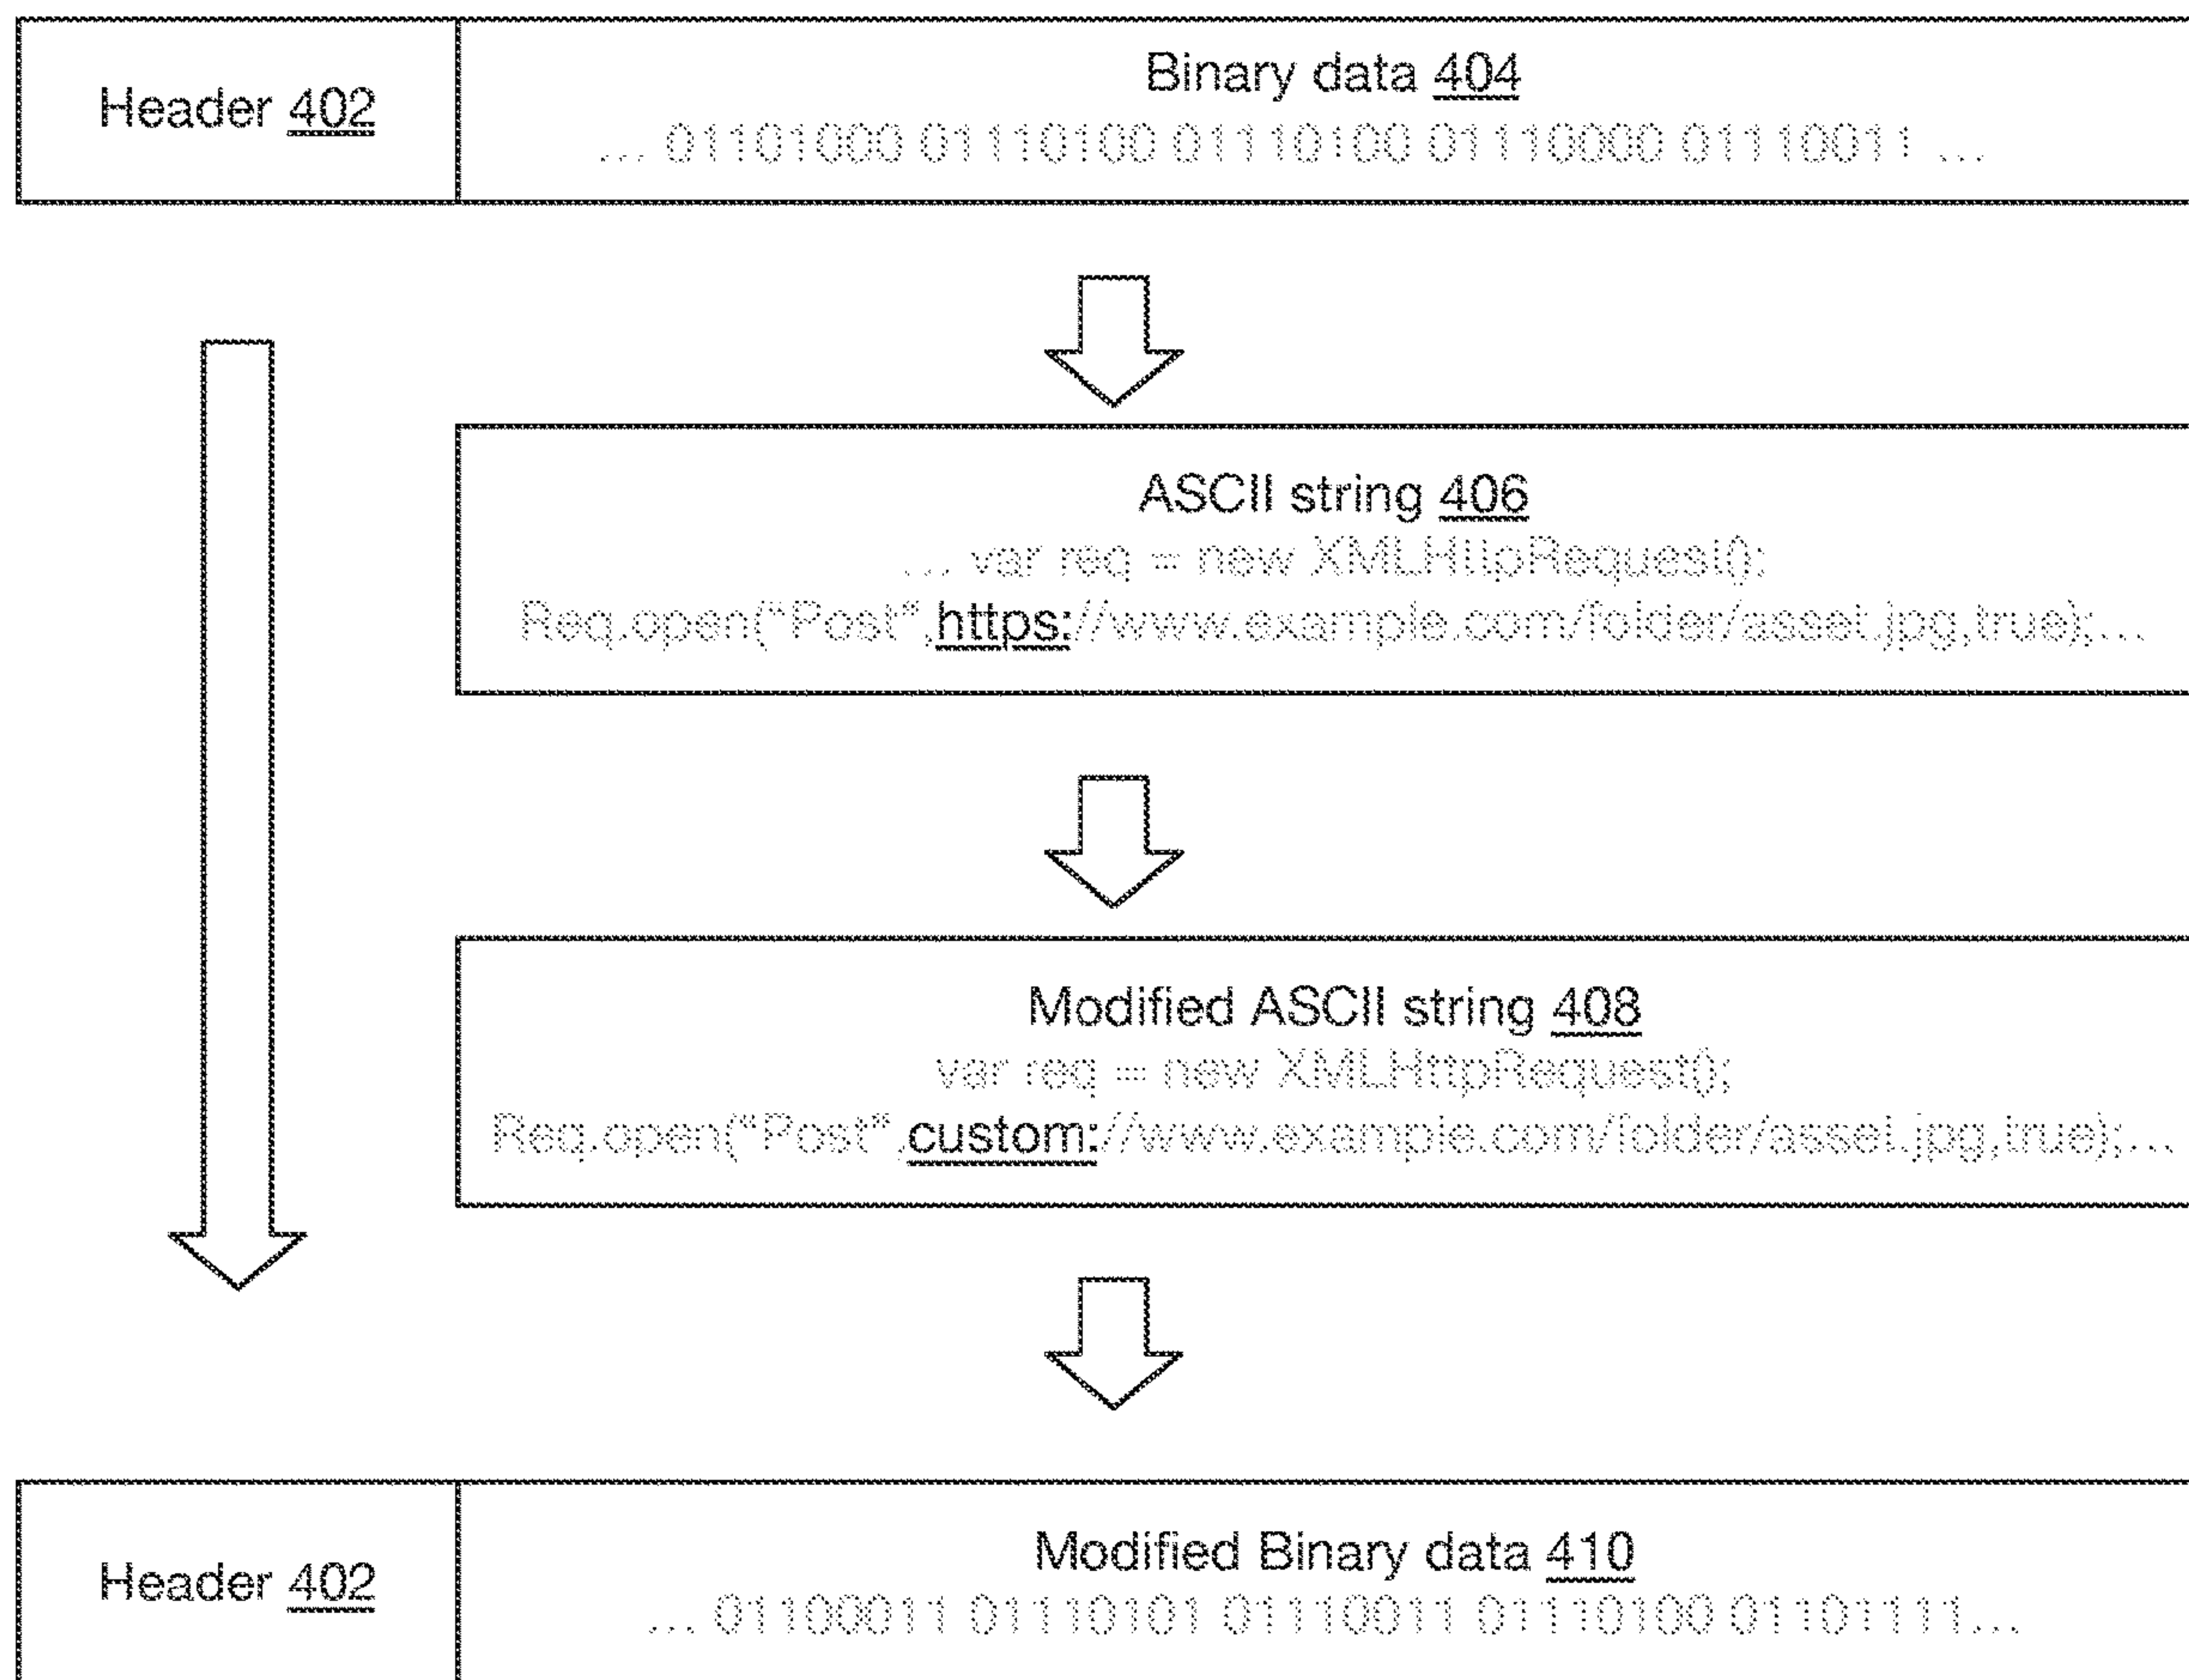 Header 402
Binary data 404
... 01101000 01110100 01110100 01110000 01110011 ...
ASCII string 406
... var req = new XMLHttpRequest();
Req.open("Post",https://www.example.com/folder/asset.jpg,true);...
Modified ASCII string 408
var req = new XMLHttpRequest();
Req.open("Post",custom://www.example.com/folder/asset.jpg,true);...
Header 402
Modified Binary data 410
... 01100011 01110101 01110011 01110100 01101111...